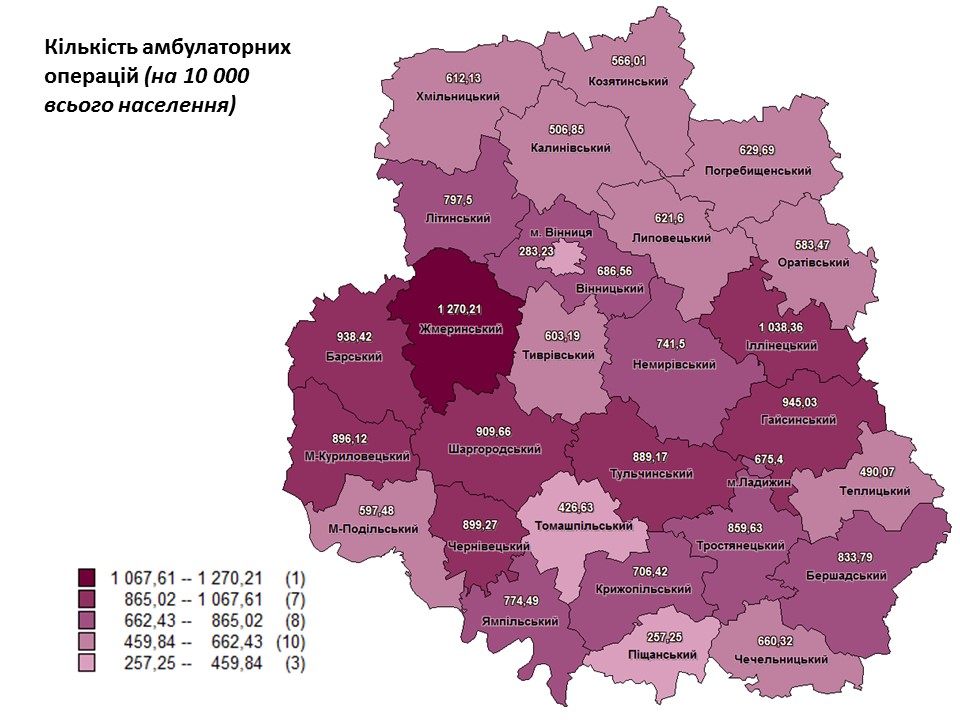 Кількість амбулаторних
операцій (на 10 000
всього населення)
566,01
Козятинський
612,13
Хмільницький
506,85
Калинівський
629,69
Погребищенський
797,5
Літинський
621,6
Липовецький
м. Вінниця
283,23
583,47
Оратівський
686,56
Вінницький
1 270,21
Жмеринський
938,42
Барський
603,19
Тиврівський
741,5
Немирівський
1 038,36
Іллінецький
945,03
Гайсинський
896,12
М-Куриловецький
909,66
Шаргородський
889,17
Тульчинський
675,4
м.Ладижин
490,07
Теплицький
597,48
М-Подільський
899,27
Чернівецький
426,63
Томашпільський
859,63
Тростянецький
833,79
Бершадський
706,42
Крижопільський
774,49
Ямпільський
257,25
Піщанський
660,32
Чечельницький
1 067,61 -- 1 270,21 (1)
865,02 -- 1 067,61 (7)
662,43 -- 865,02 (8)
459,84 -- 662,43 (10)
257,25 -- 459,84 (3)